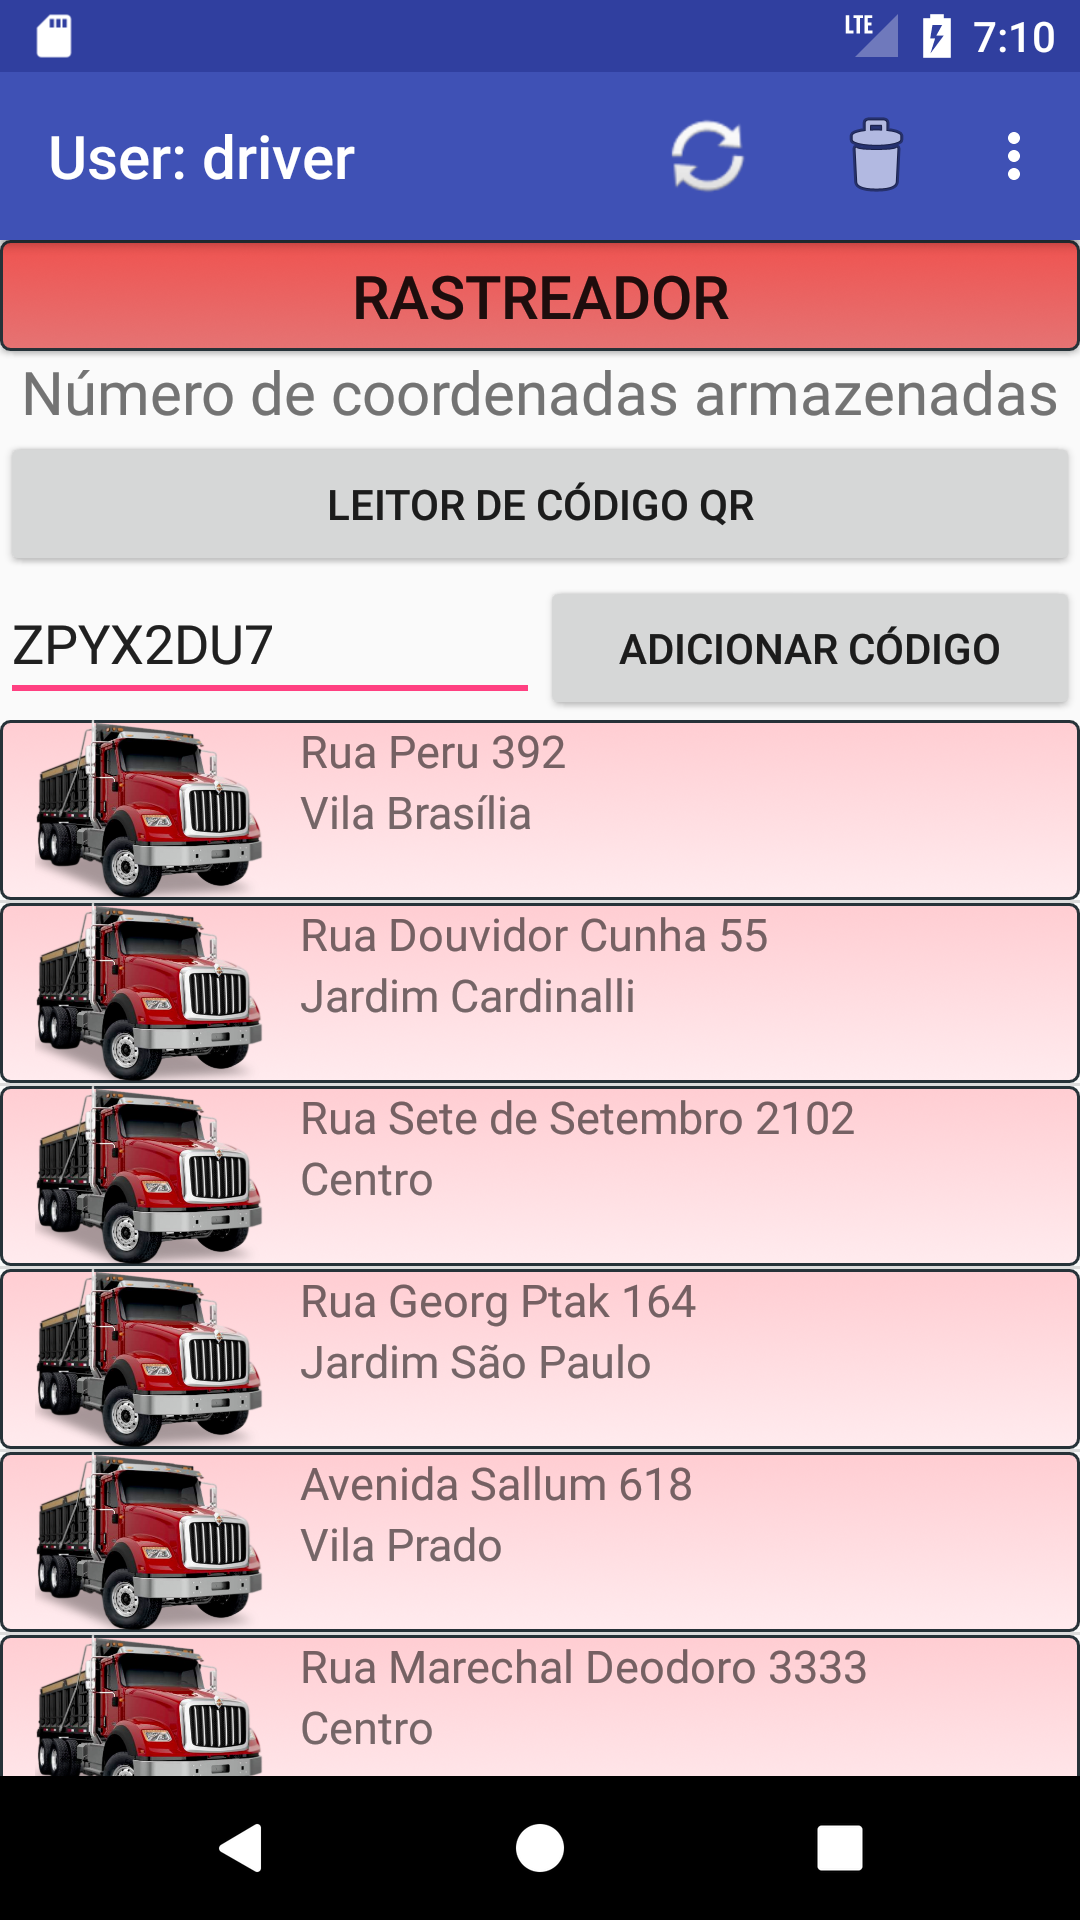 LTE 7:10
User: driver
RASTREADOR
Número de coordenadas armazenadas
LEITOR DE CÓDIGO QR
ZPYX2DU7
ADICIONAR CÓDIGO
Rua Peru 392
Vila Brasília
Rua Douvidor Cunha 55
Jardim Cardinalli
Rua Sete de Setembro 2102
Centro
Rua Georg Ptak 164
Jardim São Paulo
Avenida Sallum 618
Vila Prado
Rua Marechal Deodoro 3333
Centro